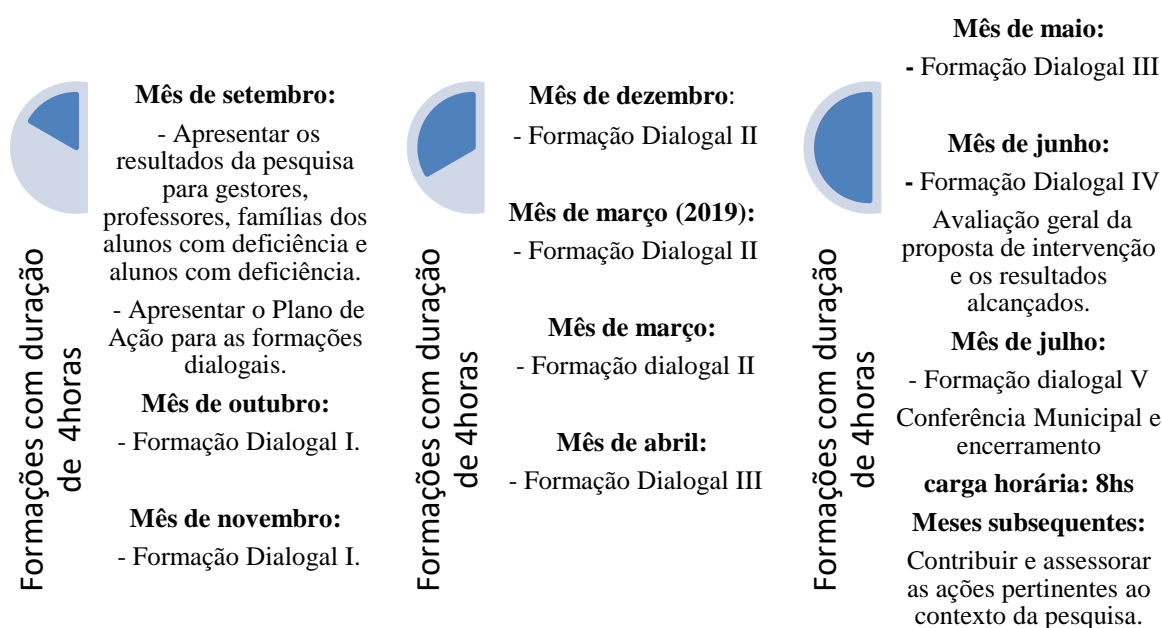 Formações com duração
de 4horas
Mês de setembro:
- Apresentar os
resultados da pesquisa
para gestores,
professores, famílias dos
alunos com deficiência e
alunos com deficiência.
- Apresentar o Plano de
Ação para as formações
dialogais.
Mês de outubro:
- Formação Dialogal I.
Mês de novembro:
- Formação Dialogal I.
Formações com duração
de 4horas
Mês de dezembro:
- Formação Dialogal II
Mês de março (2019):
- Formação Dialogal II
Mês de março:
- Formação dialogal II
Mês de abril:
- Formação Dialogal III
Formações com duração
de 4horas
Mês de maio:
- Formação Dialogal III
Mês de junho:
- Formação Dialogal IV
Avaliação geral da
proposta de intervenção
e os resultados
alcançados.
Mês de julho:
- Formação dialogal V
Conferência Municipal e
encerramento
carga horária: 8hs
Meses subsequentes:
Contribuir e assessorar
as ações pertinentes ao
contexto da pesquisa.